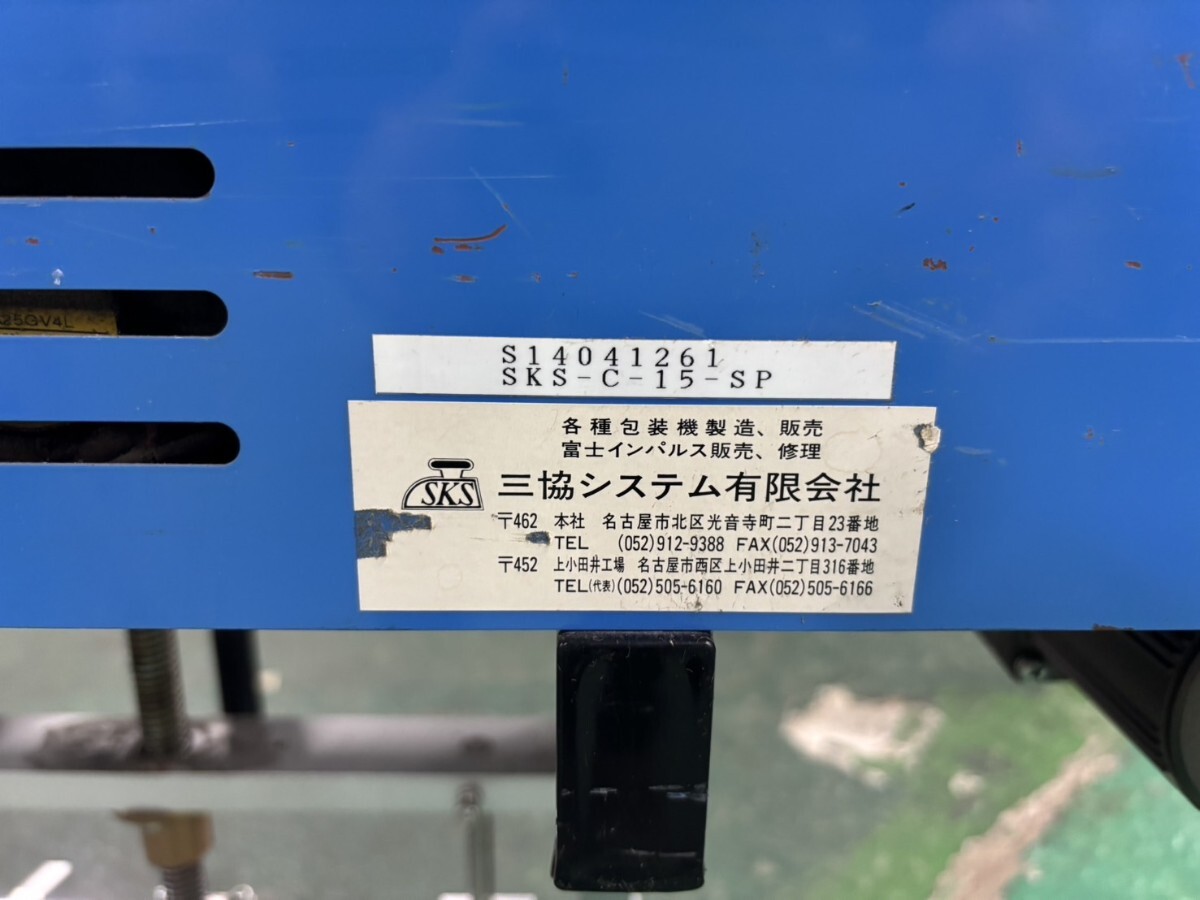 25GV4L
S14041261
SKS-C-15-SP
各種包装機製造、販売
富士インパルス販売、修理
SKS 三協システム有限会社
〒462 本社 名古屋市北区光音寺町二丁目23番地
TEL (052)912-9388 FAX(052)913-7043
〒452 上小田井工場 名古屋市西区上小田井二丁目316番地
TEL(代表)(052)505-6160 FAX(052)505-6166